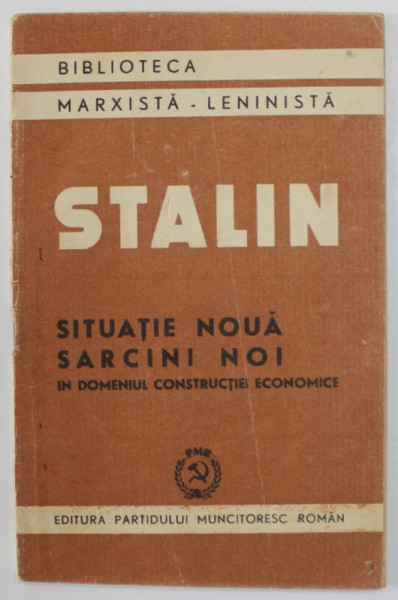 BIBLIOTECA
MARXISTĂ - LENINISTĂ
STALIN
SITUAȚIE NOUĂ
SARCINI NOI
IN DOMENIUL CONSTRUCȚIEI ECONOMICE
PMR
EDITURA PARTIDULUI MUNCITORESC ROMÂN